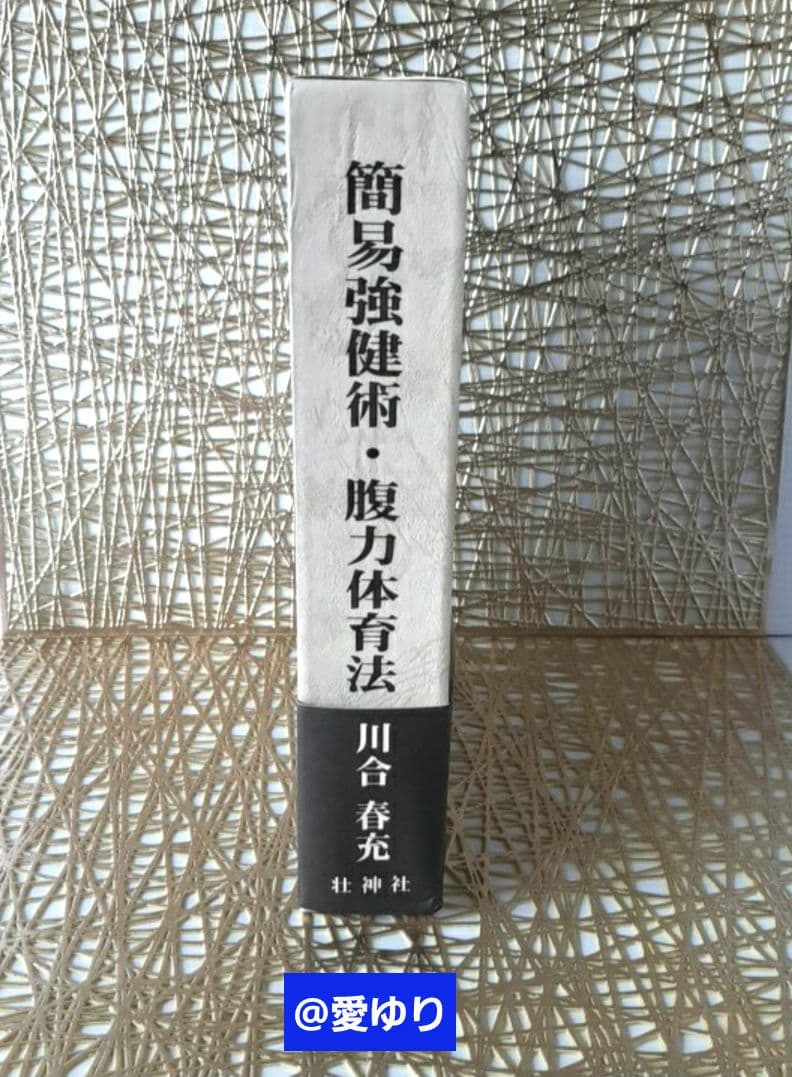 簡易強健術・腹力体育法
川合 春充
壮神社
@愛ゆり